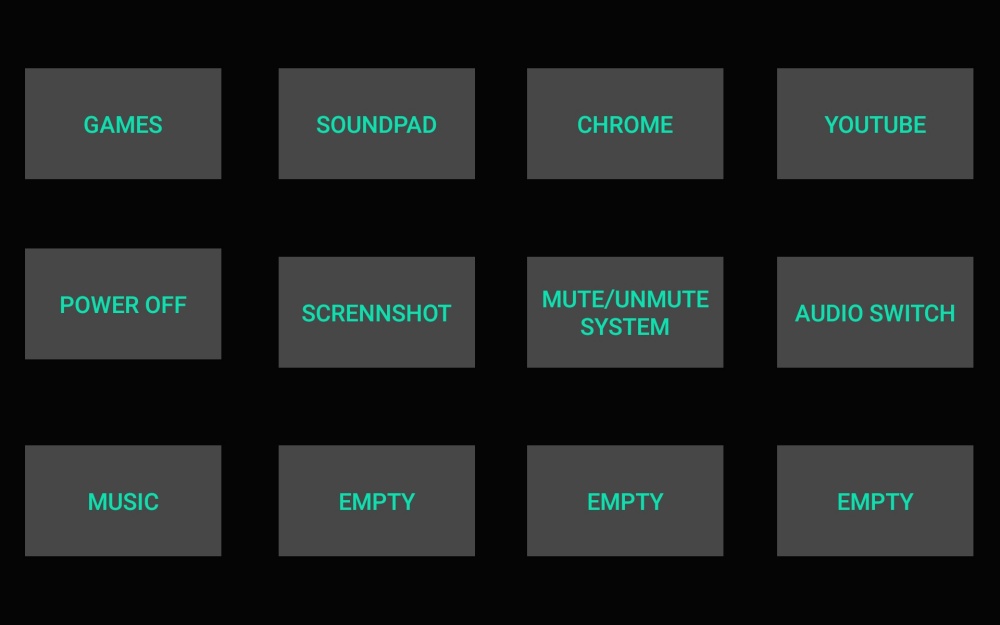 GAMES
SOUNDPAD
CHROME
YOUTUBE
POWER OFF
SCRENNSHOT
MUTE/UNMUTE
SYSTEM
AUDIO SWITCH
MUSIC
EMPTY
EMPTY
EMPTY